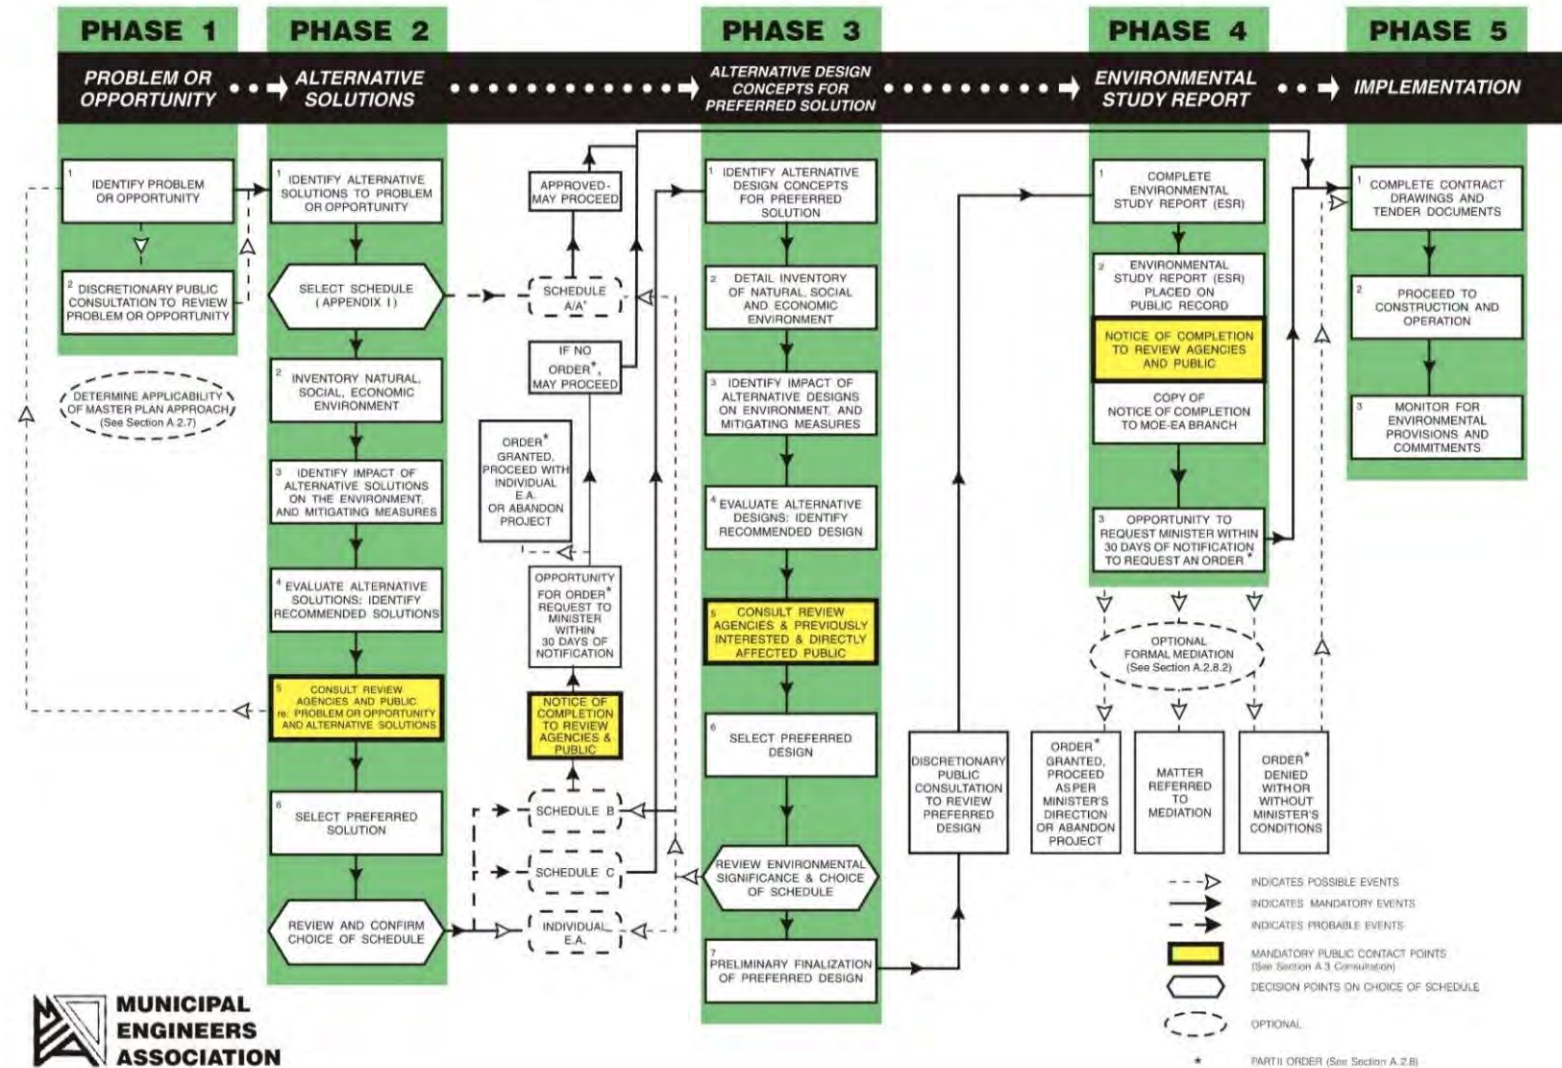 PHASE 1
PHASE 2
PHASE 3
PHASE 4
PHASE 5
PROBLEM OR
OPPORTUNITY
ALTERNATIVE
SOLUTIONS
ALTERNATIVE DESIGN
CONCEPTS FOR
PREFERRED SOLUTION
ENVIRONMENTAL
STUDY REPORT
IMPLEMENTATION
1
IDENTIFY PROBLEM
OR OPPORTUNITY
2 DISCRETIONARY PUBLIC
CONSULTATION TO REVIEW
PROBLEM OR OPPORTUNITY
DETERMINE APPLICABILITY
OF MASTER PLAN APPROACH
(See Section A.2.7)
1 IDENTIFY ALTERNATIVE
SOLUTIONS TO PROBLEM
OR OPPORTUNITY
SELECT SCHEDULE
(APPENDIX I)
2
INVENTORY NATURAL,
SOCIAL, ECONOMIC
ENVIRONMENT
3 IDENTIFY IMPACT OF
ALTERNATIVE SOLUTIONS
ON THE ENVIRONMENT,
AND MITIGATING MEASURES
4 EVALUATE ALTERNATIVE
SOLUTIONS: IDENTIFY
RECOMMENDED SOLUTIONS
5 CONSULT REVIEW
AGENCIES AND PUBLIC
re: PROBLEM OR OPPORTUNITY
AND ALTERNATIVE SOLUTIONS
6
SELECT PREFERRED
SOLUTION
REVIEW AND CONFIRM
CHOICE OF SCHEDULE
APPROVED-
MAY PROCEED
SCHEDULE
A/A+
IF NO
ORDER*,
MAY PROCEED
ORDER*
GRANTED,
PROCEED WITH
INDIVIDUAL
E.A.
OR ABANDON
PROJECT
OPPORTUNITY
FOR ORDER*
REQUEST TO
MINISTER
WITHIN
30 DAYS OF
NOTIFICATION
NOTICE OF
COMPLETION
TO REVIEW
AGENCIES &
PUBLIC
SCHEDULE B
SCHEDULE C
INDIVIDUAL
E.A.
1 IDENTIFY ALTERNATIVE
DESIGN CONCEPTS
FOR PREFERRED
SOLUTION
2 DETAIL INVENTORY
OF NATURAL, SOCIAL
AND ECONOMIC
ENVIRONMENT
3 IDENTIFY IMPACT OF
ALTERNATIVE DESIGNS
ON ENVIRONMENT, AND
MITIGATING MEASURES
4 EVALUATE ALTERNATIVE
DESIGNS: IDENTIFY
RECOMMENDED DESIGN
5 CONSULT REVIEW
AGENCIES & PREVIOUSLY
INTERESTED & DIRECTLY
AFFECTED PUBLIC
6
SELECT PREFERRED
DESIGN
REVIEW ENVIRONMENTAL
SIGNIFICANCE & CHOICE
OF SCHEDULE
7
PRELIMINARY FINALIZATION
OF PREFERRED DESIGN
DISCRETIONARY
PUBLIC
CONSULTATION
TO REVIEW
PREFERRED
DESIGN
1
COMPLETE
ENVIRONMENTAL
STUDY REPORT (ESR)
2 ENVIRONMENTAL
STUDY REPORT (ESR)
PLACED ON
PUBLIC RECORD
NOTICE OF COMPLETION
TO REVIEW AGENCIES
AND PUBLIC
COPY OF
NOTICE OF COMPLETION
TO MOE-EA BRANCH
3 OPPORTUNITY TO
REQUEST MINISTER WITHIN
30 DAYS OF NOTIFICATION
TO REQUEST AN ORDER*
OPTIONAL
FORMAL MEDIATION
(See Section A.2.8.2)
ORDER*
GRANTED,
PROCEED
AS PER
MINISTER'S
DIRECTION
OR ABANDON
PROJECT
MATTER
REFERRED
TO
MEDIATION
ORDER*
DENIED
WITH OR
WITHOUT
MINISTER'S
CONDITIONS
1
COMPLETE CONTRACT
DRAWINGS AND
TENDER DOCUMENTS
2
PROCEED TO
CONSTRUCTION AND
OPERATION
3
MONITOR FOR
ENVIRONMENTAL
PROVISIONS AND
COMMITMENTS
INDICATES POSSIBLE EVENTS
INDICATES MANDATORY EVENTS
INDICATES PROBABLE EVENTS
MANDATORY PUBLIC CONTACT POINTS
(See Section A.3 Consultation)
DECISION POINTS ON CHOICE OF SCHEDULE
OPTIONAL
* PART II ORDER (See Section A.2.8)
MUNICIPAL
ENGINEERS
ASSOCIATION